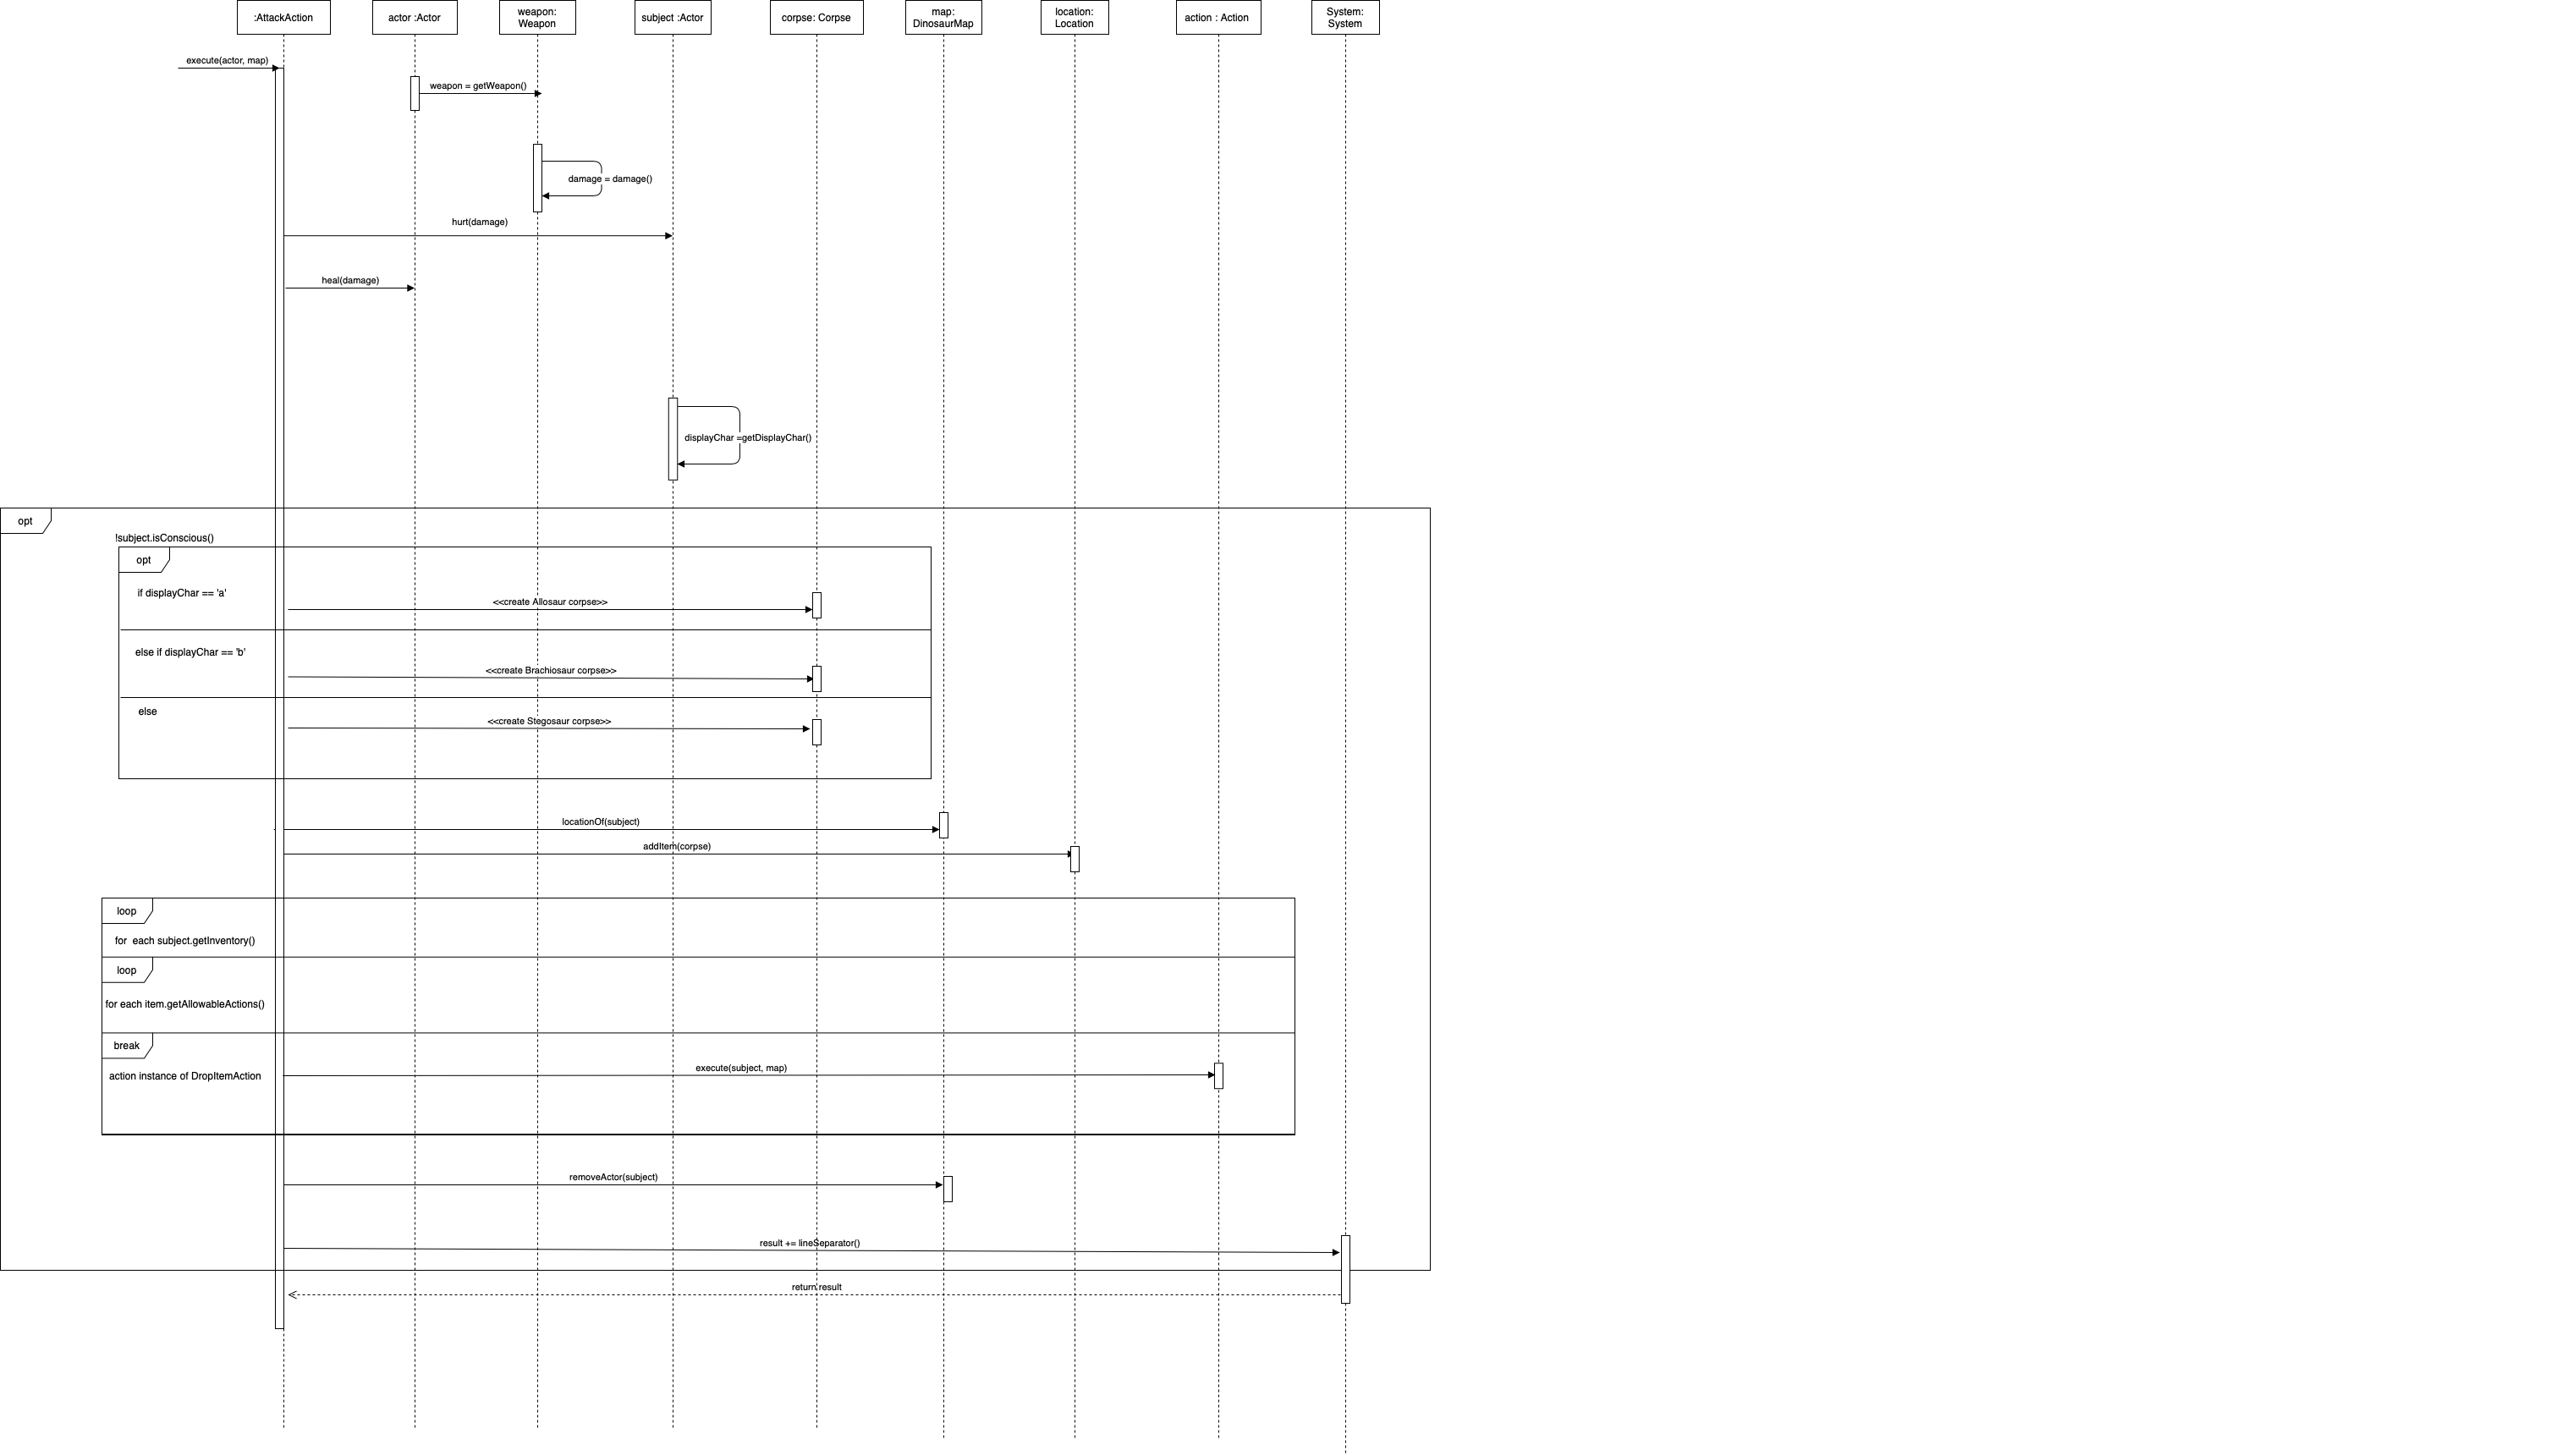 :AttackAction
actor :Actor
weapon:
Weapon
subject :Actor
corpse: Corpse
map:
DinosaurMap
location:
Location
action : Action
System:
System
execute(actor, map)
weapon = getWeapon()
damage = damage()
hurt(damage)
heal(damage)
displayChar =getDisplayChar()
opt
!subject.isConscious()
opt
if displayChar == 'a'
<<create Allosaur corpse>>
else if displayChar == 'b'
<<create Brachiosaur corpse>>
else
<<create Stegosaur corpse>>
locationOf(subject)
addItem(corpse)
loop
for  each subject.getInventory()
loop
for each item.getAllowableActions()
break
action instance of DropItemAction
execute(subject, map)
removeActor(subject)
result += lineSeparator()
return result